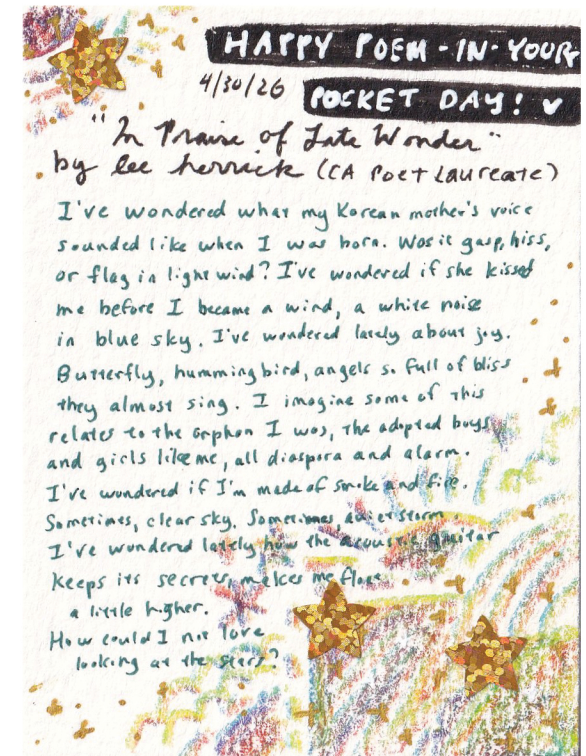 HAPPY POEM-IN-YOUR
POCKET DAY! ♥
4/30/26
"In Praise of Late Wonder"
by lee herrick (CA Poet Laureate)
I've wondered what my Korean mother's voice
sounded like when I was born. Was it gasp, hiss,
or flag in light wind? I've wondered if she kissed
me before I became a wind, a white noise
in blue sky. I've wondered lately about joy.
Butterfly, hummingbird, angels so full of bliss
they almost sing. I imagine some of this
relates to the orphan I was, the adopted boys
and girls like me, all diaspora and alarm.
I've wondered if I'm made of smoke and fire.
Sometimes, clear sky. Sometimes, quiet storm.
I've wondered lately how the acoustic guitar
keeps its secrets, makes me float
a little higher.
How could I not love
looking at the stars?